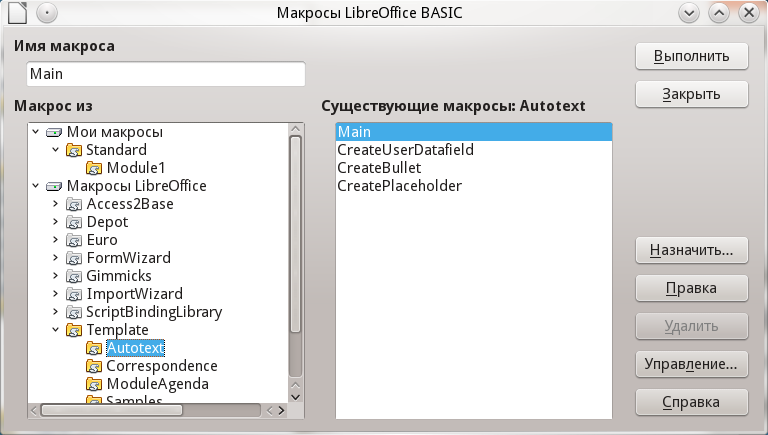 Макросы LibreOffice BASIC
Имя макроса
Main
Макрос из
Мои макросы
Standard
Module1
Макросы LibreOffice
Access2Base
Depot
Euro
FormWizard
Gimmicks
ImportWizard
ScriptBindingLibrary
Template
Autotext
Correspondence
ModuleAgenda
Samples
Существующие макросы: Autotext
Main
CreateUserDatafield
CreateBullet
CreatePlaceholder
Выполнить
Закрыть
Назначить...
Правка
Удалить
Управление...
Справка